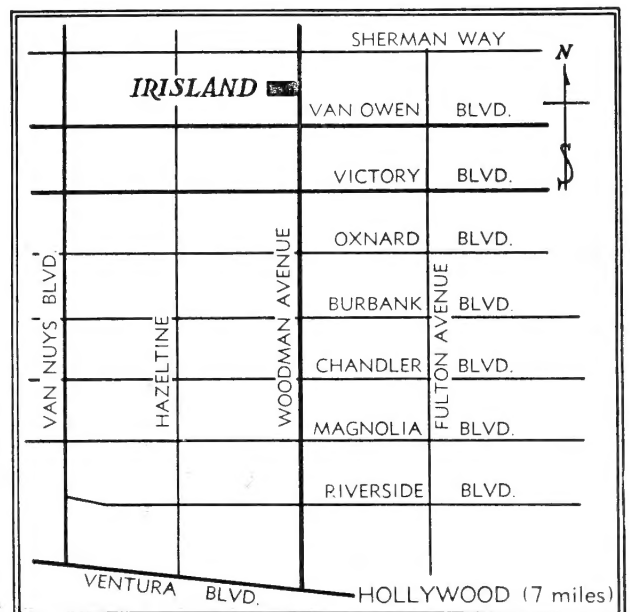 SHERMAN WAY
N
IRISLAND
VAN OWEN BLVD.
S
VICTORY BLVD.
OXNARD BLVD.
VAN NUYS BLVD.
HAZELTINE
WOODMAN AVENUE
FULTON AVENUE
BURBANK BLVD.
CHANDLER BLVD.
MAGNOLIA BLVD.
RIVERSIDE BLVD.
VENTURA BLVD.
HOLLYWOOD (7 miles)